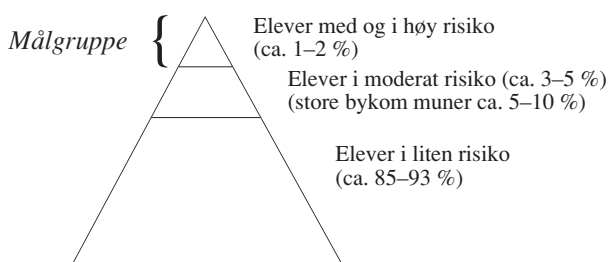 Målgruppe
Elever med og i høy risiko
(ca. 1–2 %)
Elever i moderat risiko (ca. 3–5 %)
(store bykom muner ca. 5–10 %)
Elever i liten risiko
(ca. 85–93 %)